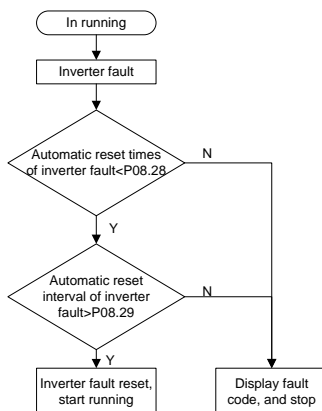 In running
Inverter fault
Automatic reset times
of inverter fault<P08.28
N
Y
Automatic reset
interval of inverter
fault>P08.29
N
Y
Inverter fault reset,
start running
Display fault
code, and stop